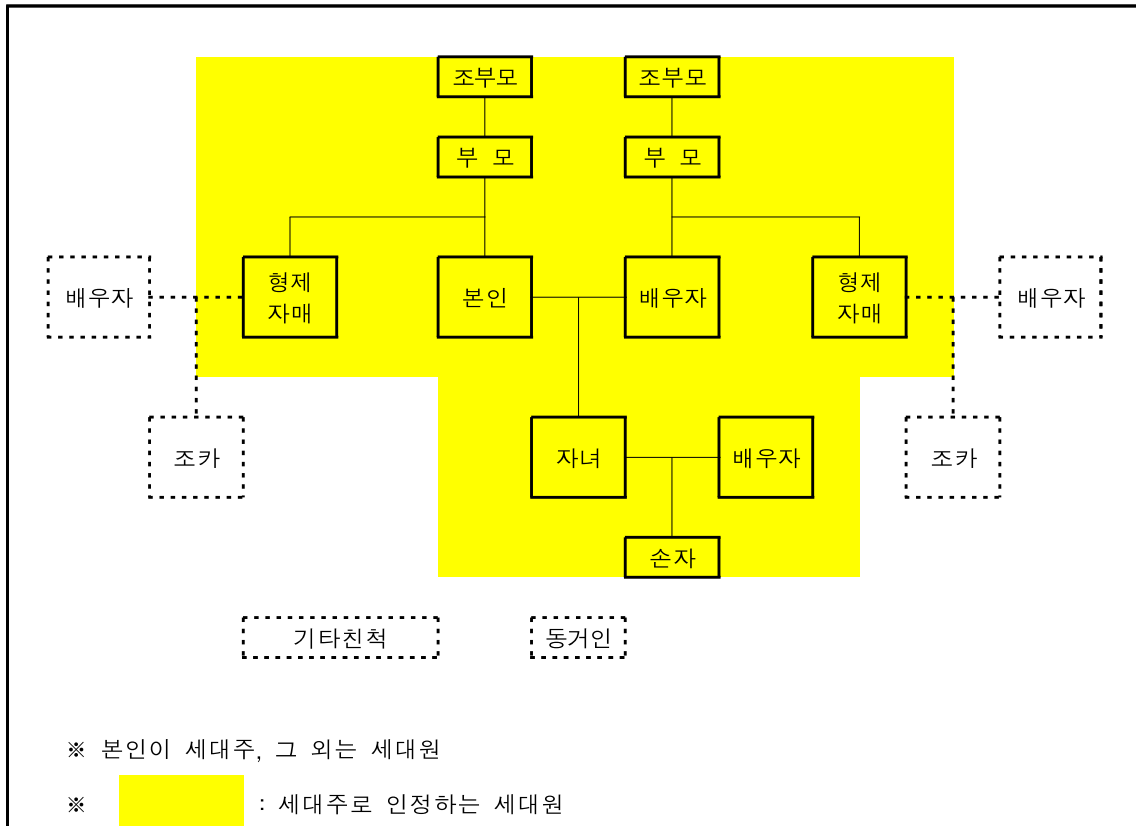 조부모
조부모
부 모
부 모
배우자
형제
자매
본인
배우자
형제
자매
배우자
조카
자녀
배우자
조카
손자
기타친척
동거인
※ 본인이 세대주, 그 외는 세대원
※ : 세대주로 인정하는 세대원